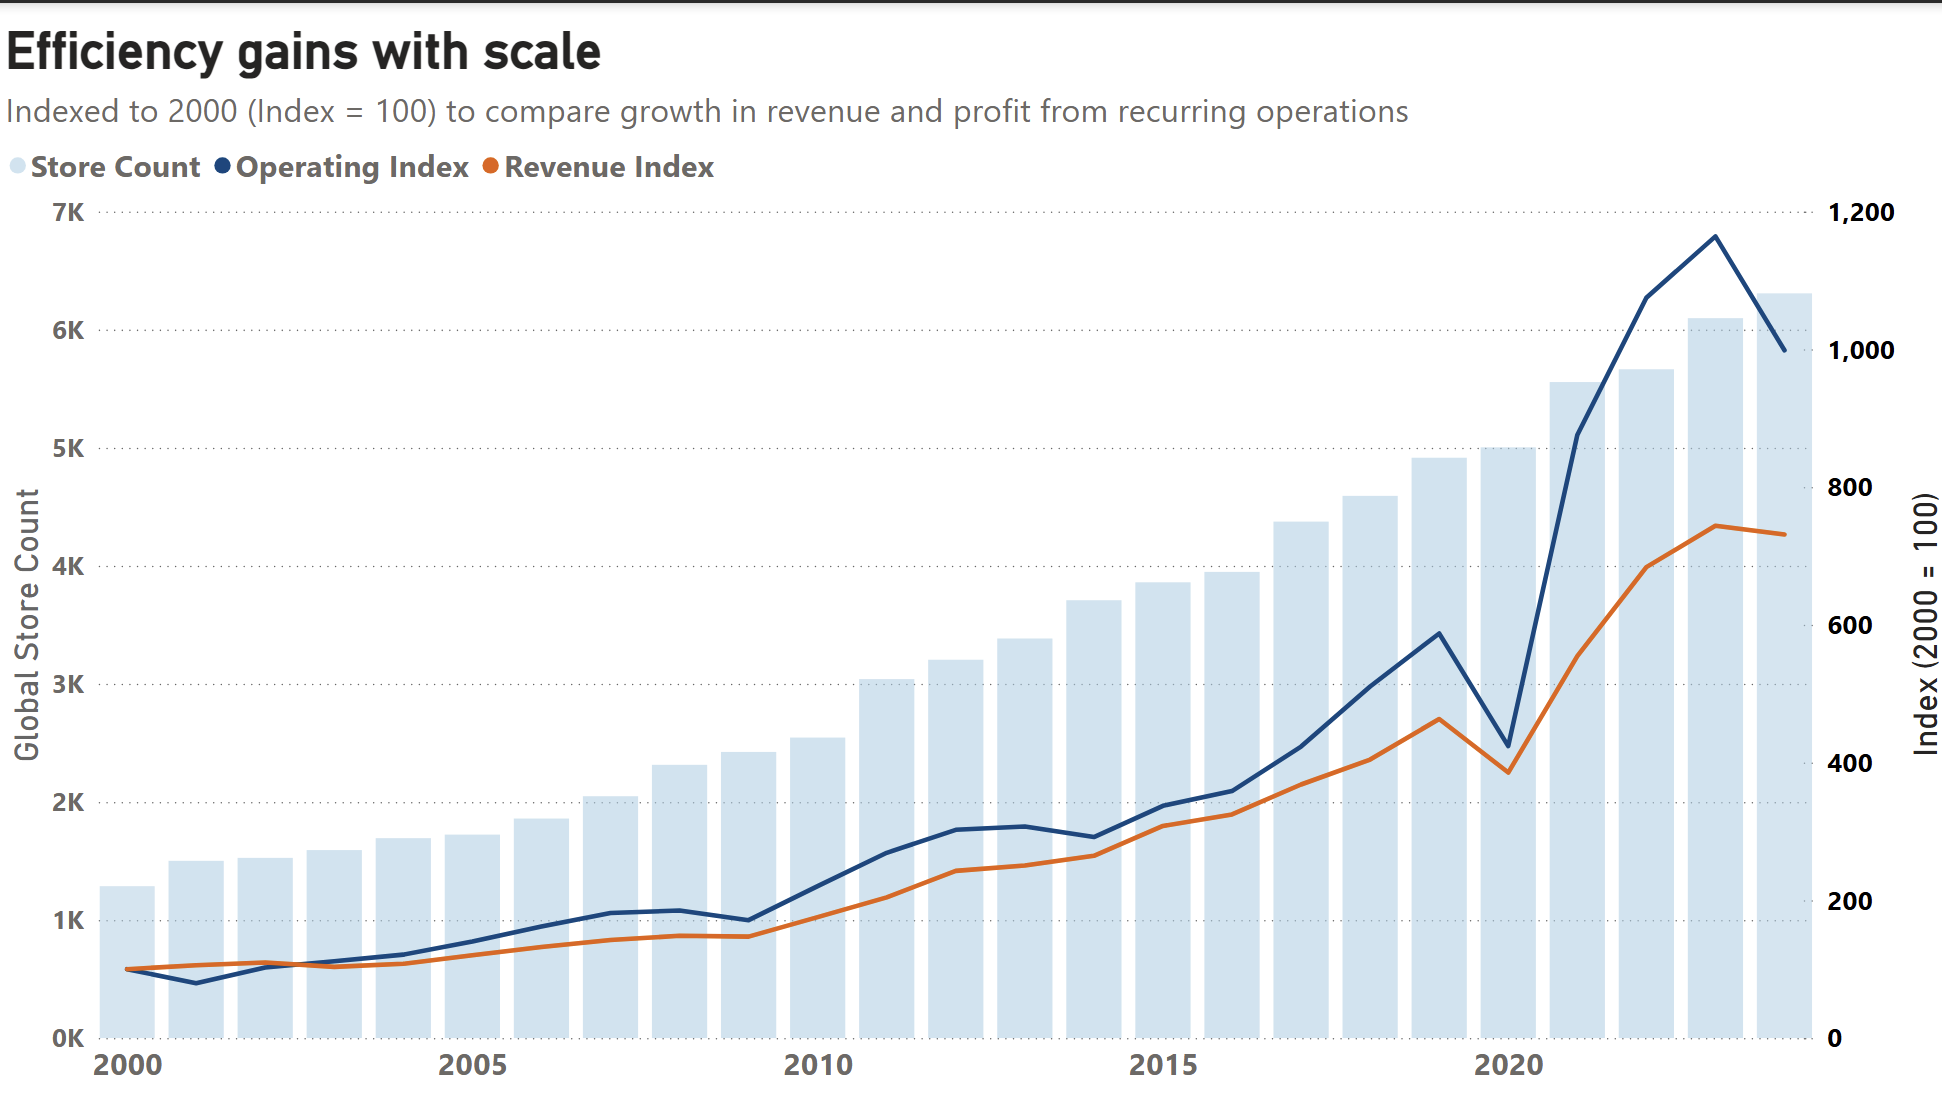 Efficiency gains with scale
Indexed to 2000 (Index = 100) to compare growth in revenue and profit from recurring operations
Store Count Operating Index Revenue Index
7K
6K
5K
4K
3K
2K
1K
0K
Global Store Count
1,200
1,000
800
600
400
200
0
Index (2000 = 100)
2000 2005 2010 2015 2020